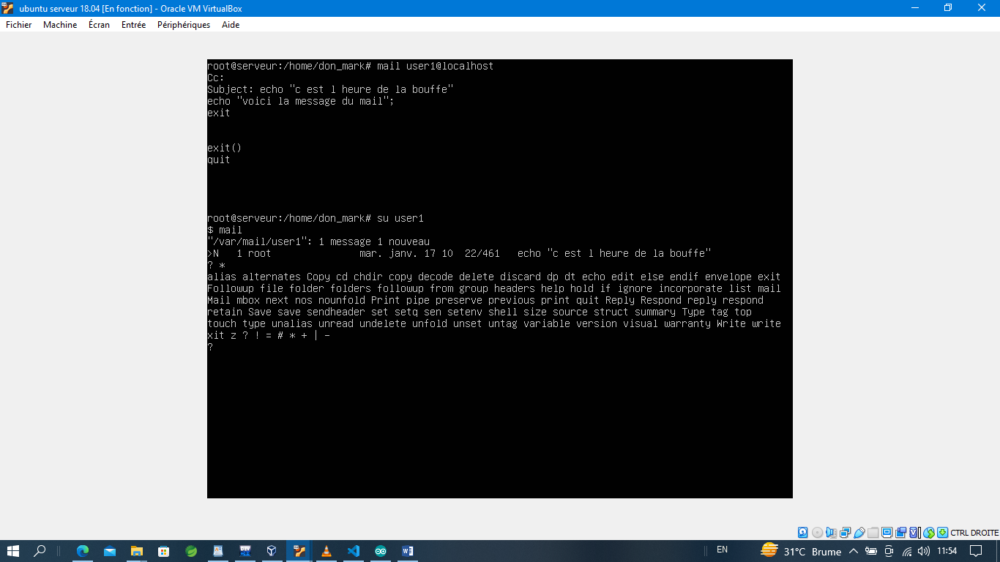 ubuntu serveur 18.04 [En fonction] - Oracle VM VirtualBox
Fichier Machine Écran Entrée Périphériques Aide
root@serveur:/home/don_mark# mail user1@localhost
Cc:
Subject: echo "c est l heure de la bouffe"
echo "voici la message du mail";
exit
exit()
quit
root@serveur:/home/don_mark# su user1
$ mail
"/var/mail/user1": 1 message 1 nouveau
>N 1 root mar. janv. 17 10 22/461 echo "c est l heure de la bouffe"
? *
alias alternates Copy cd chdir copy decode delete discard dp dt echo edit else endif envelope exit
Followup file folder folders followup from group headers help hold if ignore incorporate list mail
Mail mbox next nos nounfold Print pipe preserve previous print quit Reply Respond reply respond
retain Save save sendheader set setq sen setenv shell size source struct summary Type tag top
touch type unalias unread undelete unfold unset untag variable version visual warranty Write write
xit z ? ! = # * + | -
?
CTRL DROITE
EN 31°C Brume 11:54